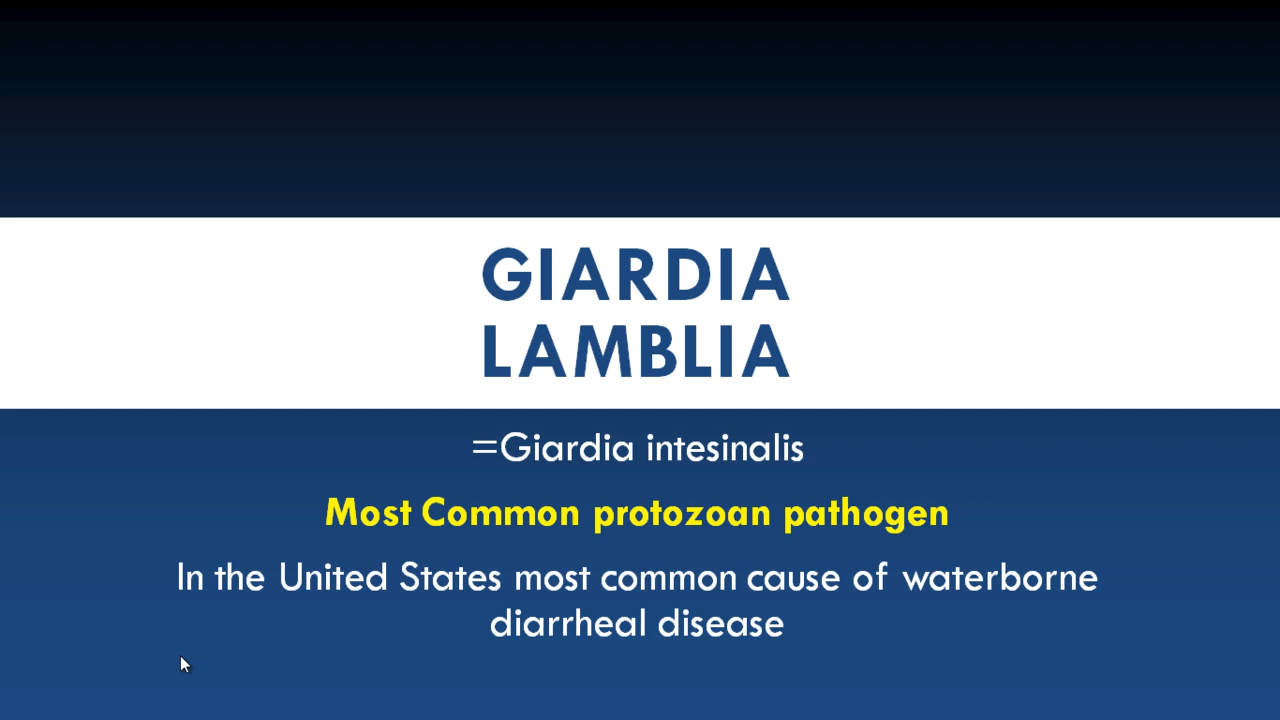 GIARDIA
LAMBLIA
=Giardia intesinalis
Most Common protozoan pathogen
In the United States most common cause of waterborne
diarrheal disease